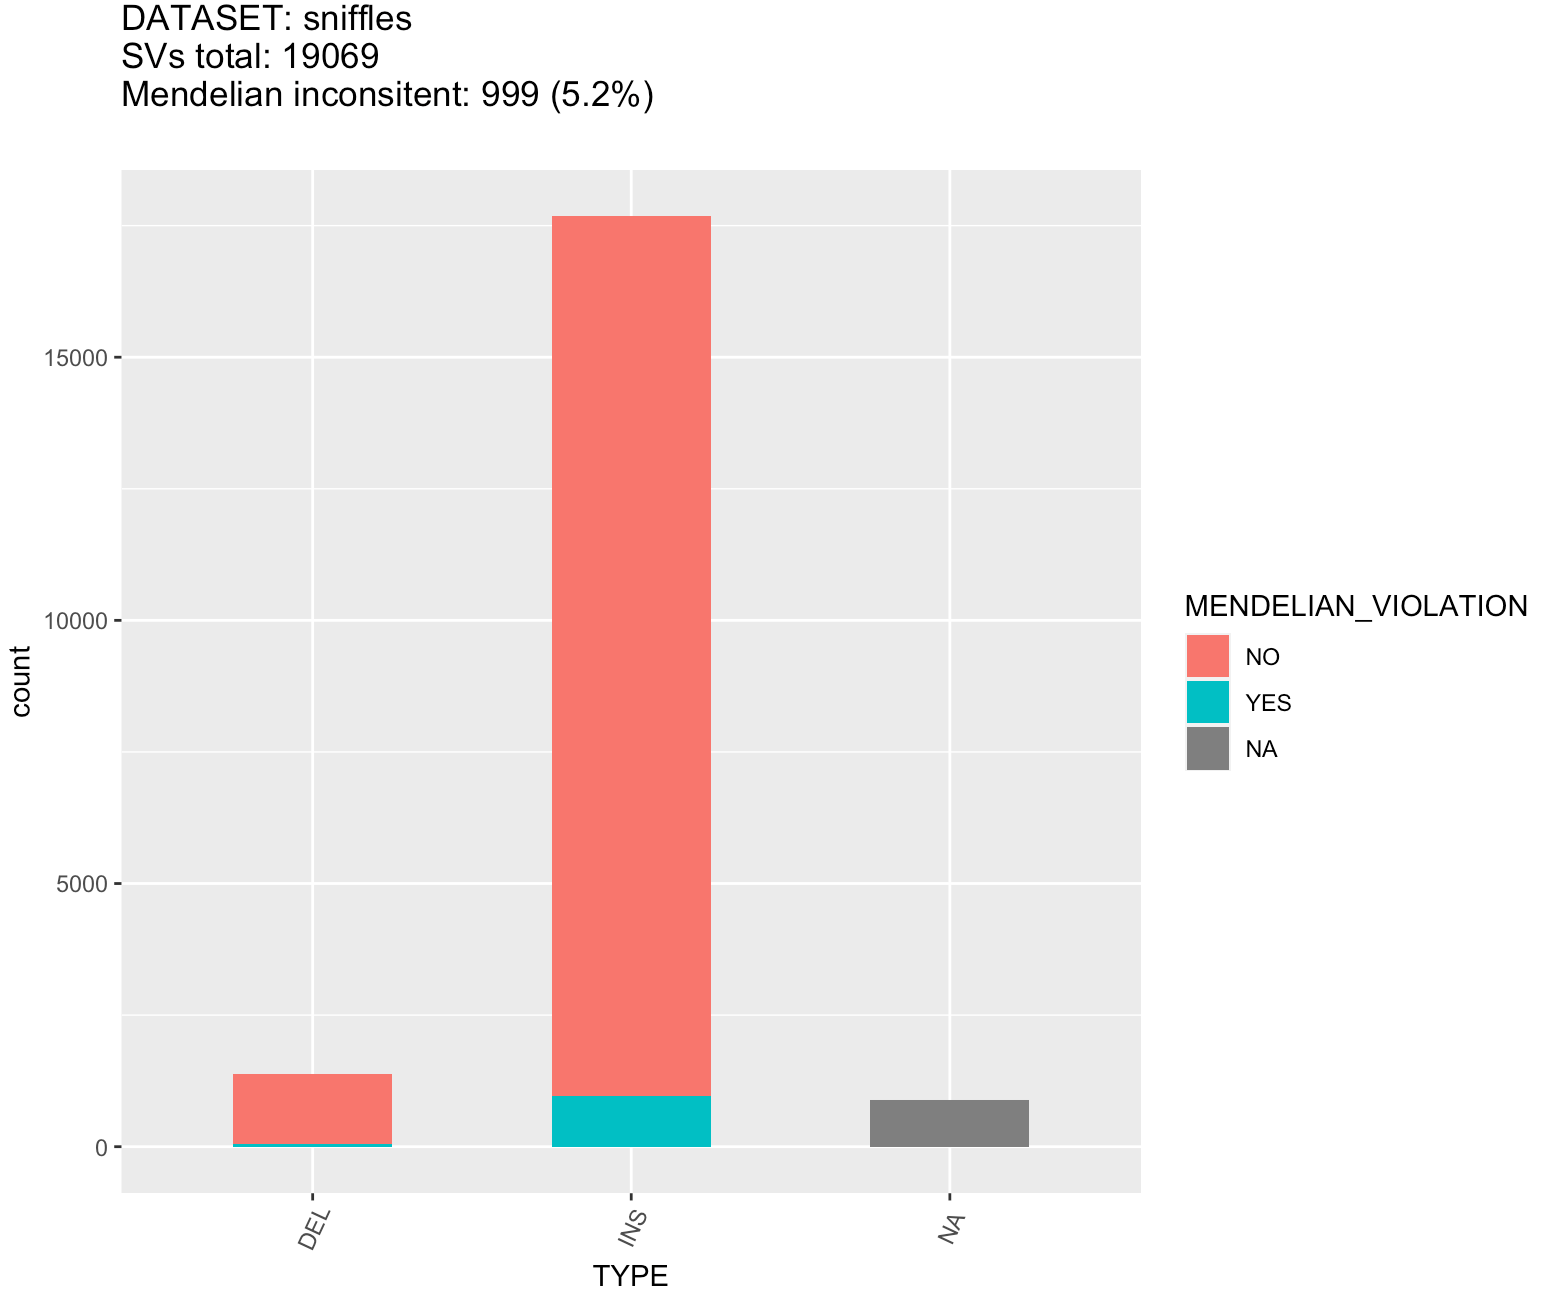 DATASET: sniffles
SVs total: 19069
Mendelian inconsitent: 999 (5.2%)
15000
10000
5000
0
count
DEL
INS
NA
TYPE
MENDELIAN_VIOLATION
NO
YES
NA